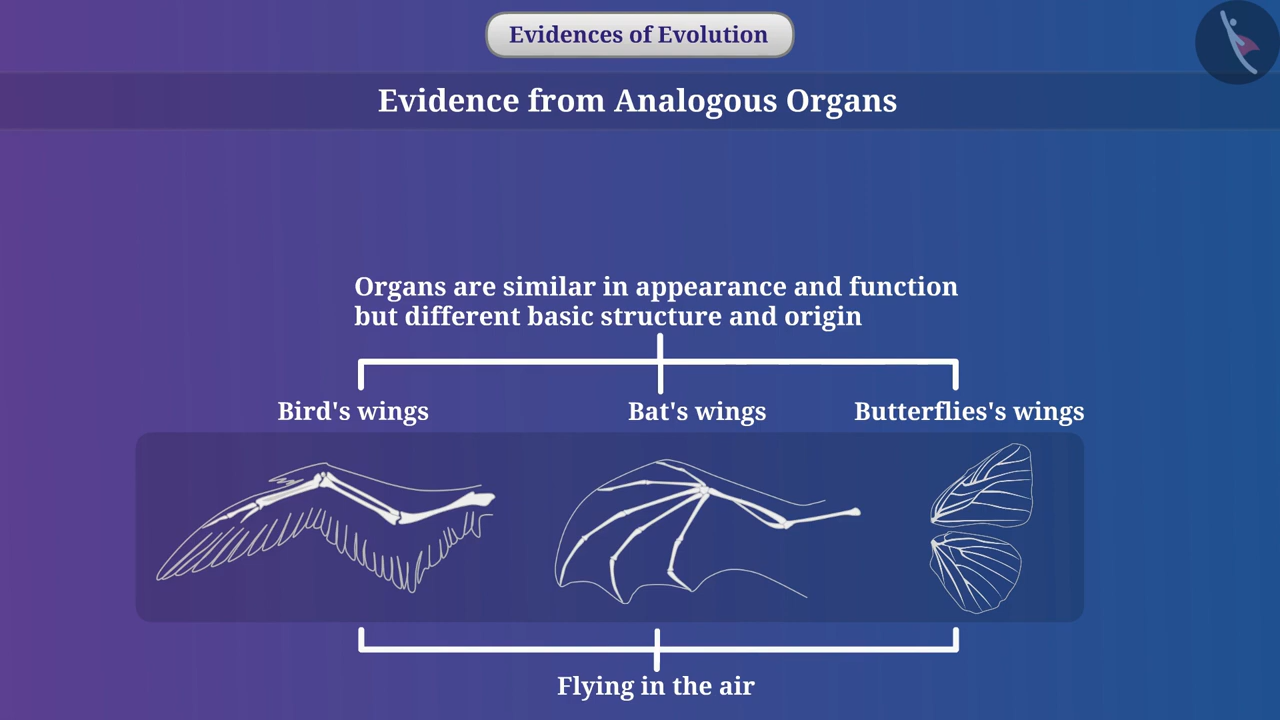 Evidences of Evolution
Evidence from Analogous Organs
Organs are similar in appearance and function
but different basic structure and origin
Bird's wings
Bat's wings
Butterflies's wings
Flying in the air